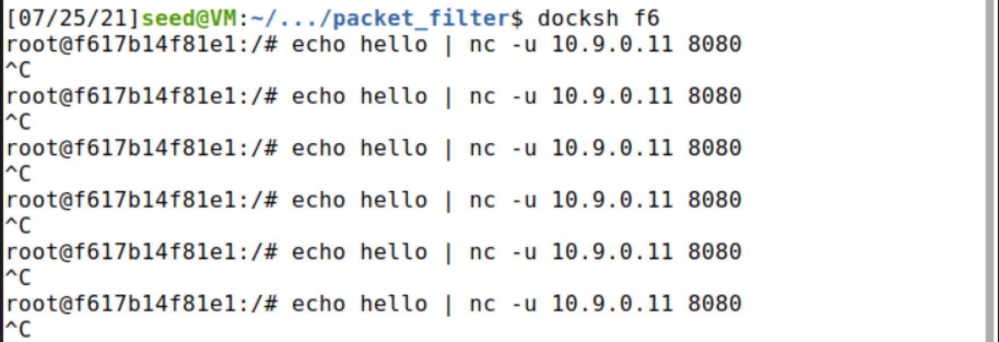 [07/25/21]seed@VM:~/.../packet_filter$ docksh f6
root@f617b14f81e1:/# echo hello | nc -u 10.9.0.11 8080
^C
root@f617b14f81e1:/# echo hello | nc -u 10.9.0.11 8080
^C
root@f617b14f81e1:/# echo hello | nc -u 10.9.0.11 8080
^C
root@f617b14f81e1:/# echo hello | nc -u 10.9.0.11 8080
^C
root@f617b14f81e1:/# echo hello | nc -u 10.9.0.11 8080
^C
root@f617b14f81e1:/# echo hello | nc -u 10.9.0.11 8080
^C